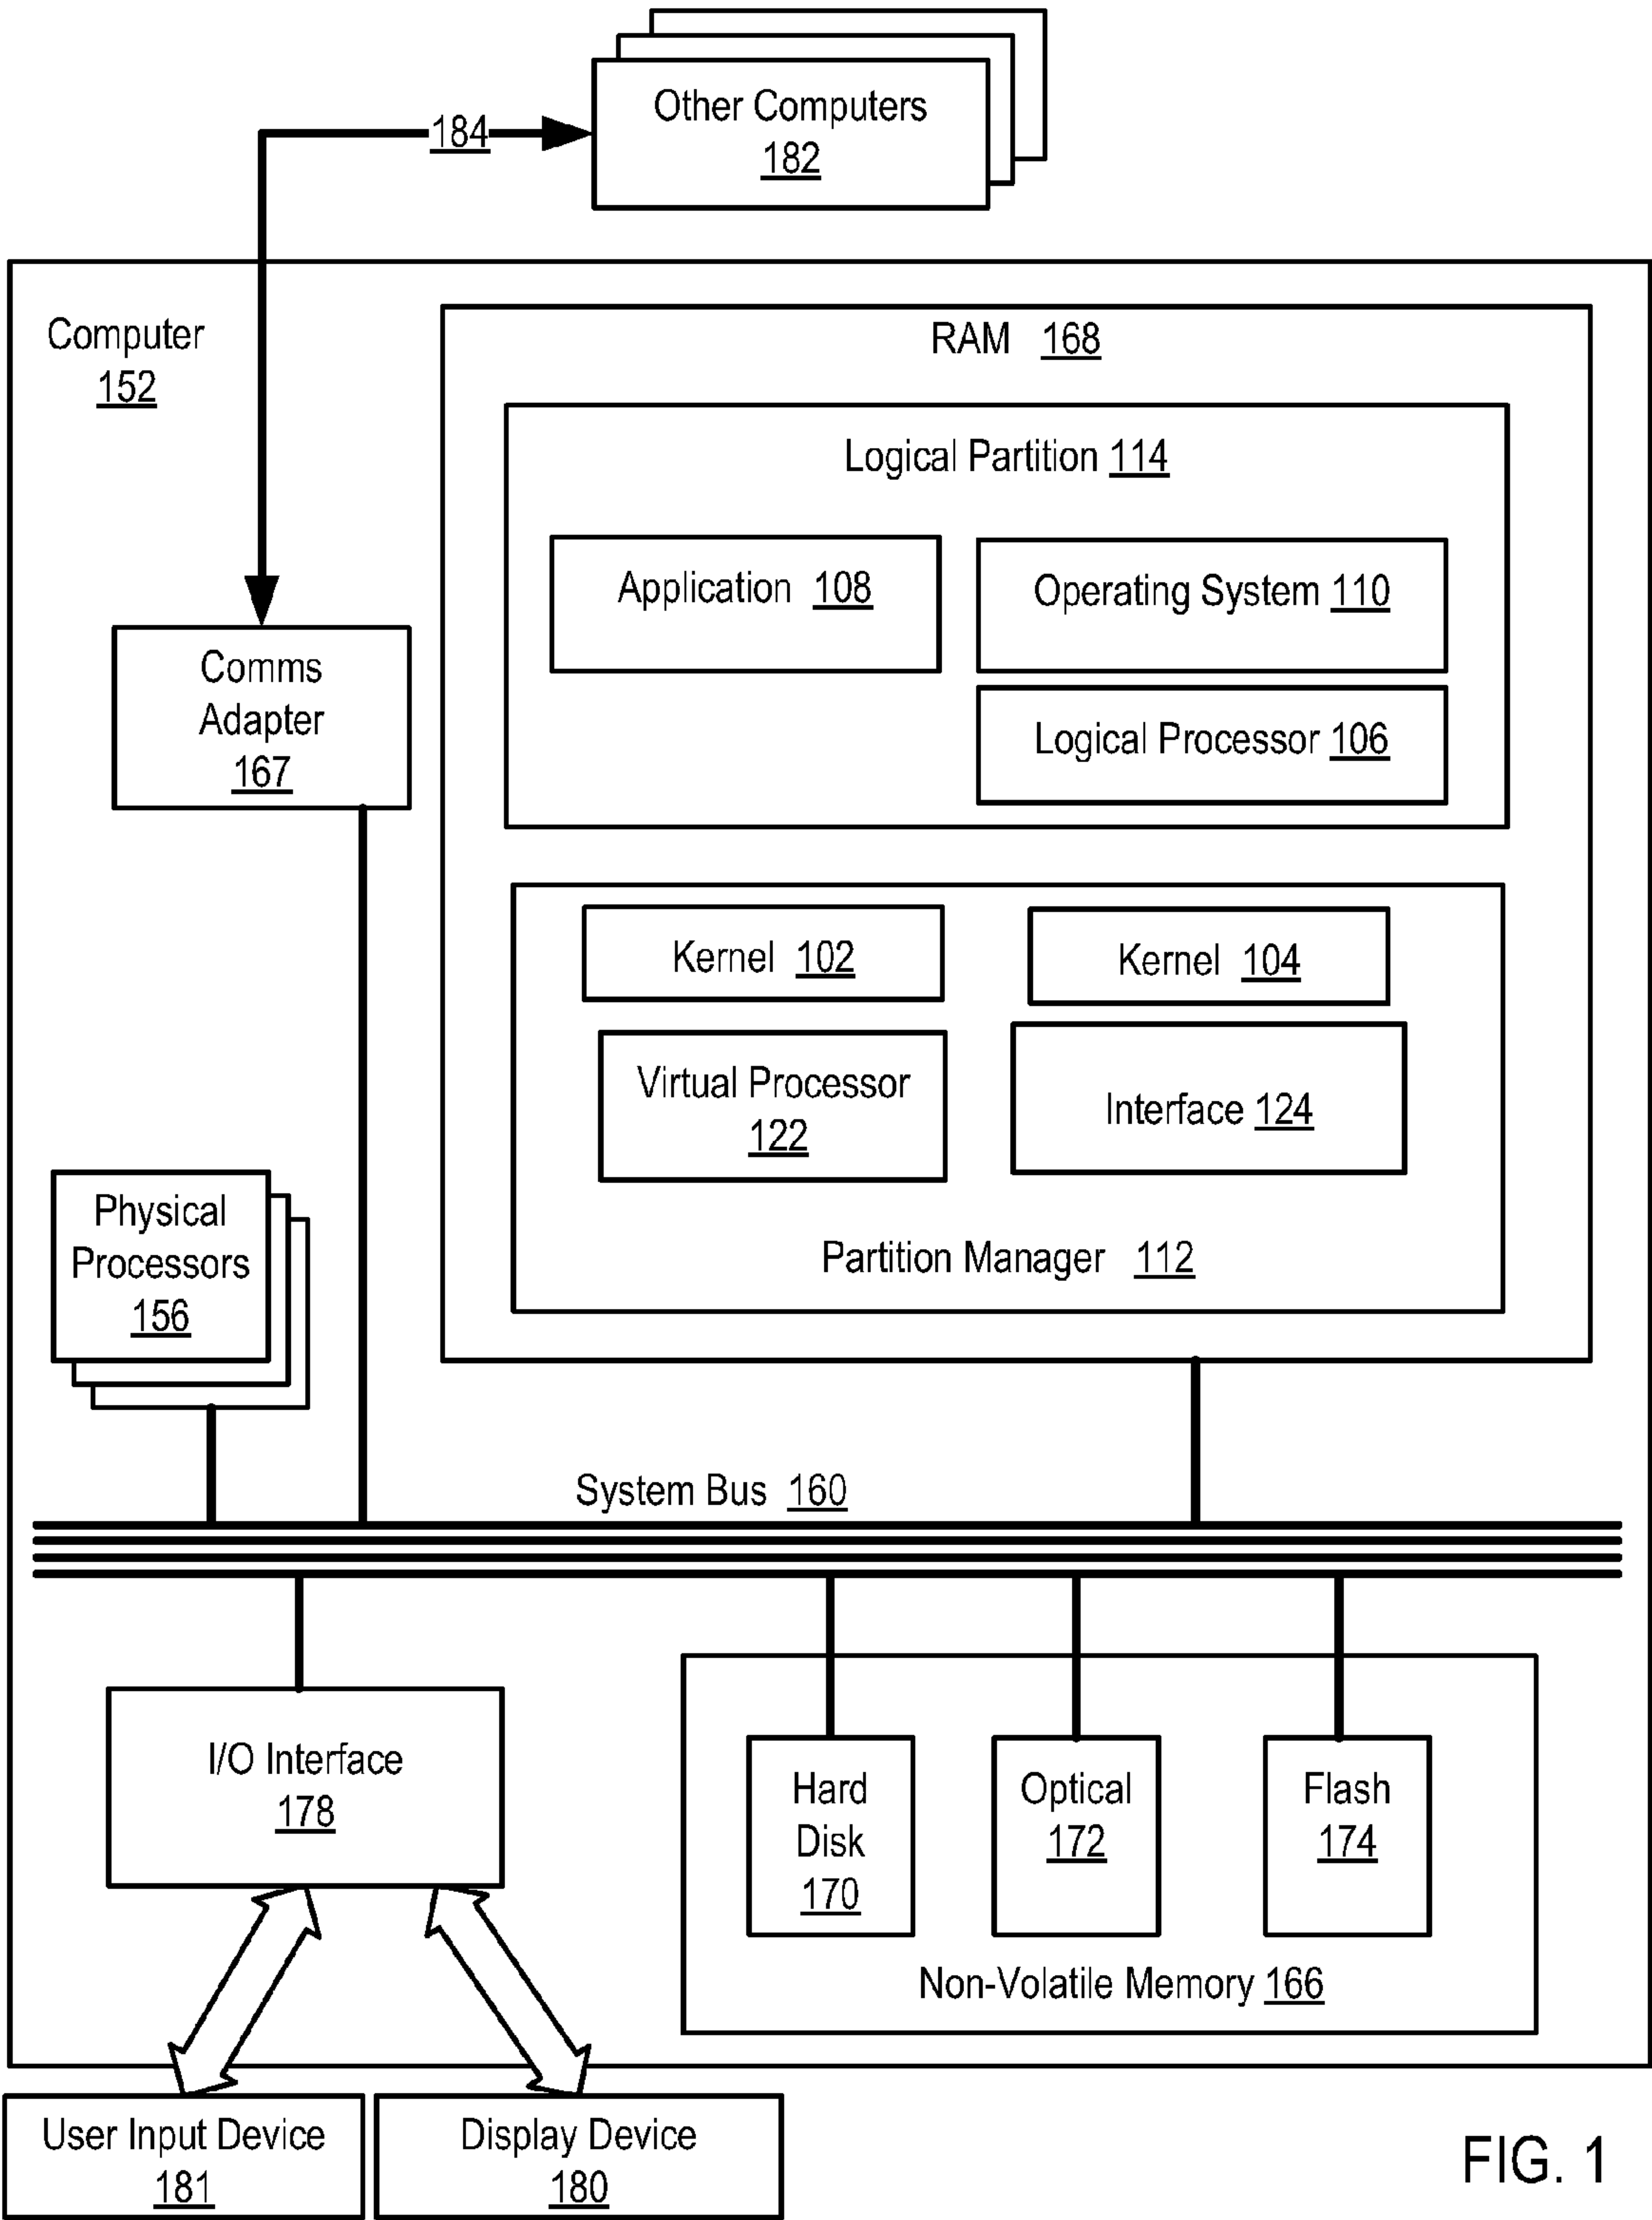 Other Computers
182
184
Computer
152
RAM 168
Logical Partition 114
Application 108
Operating System 110
Logical Processor 106
Comms
Adapter
167
Kernel 102
Kernel 104
Virtual Processor
122
Interface 124
Partition Manager 112
Physical
Processors
156
System Bus 160
I/O Interface
178
Hard
Disk
170
Optical
172
Flash
174
Non-Volatile Memory 166
User Input Device
181
Display Device
180
FIG. 1